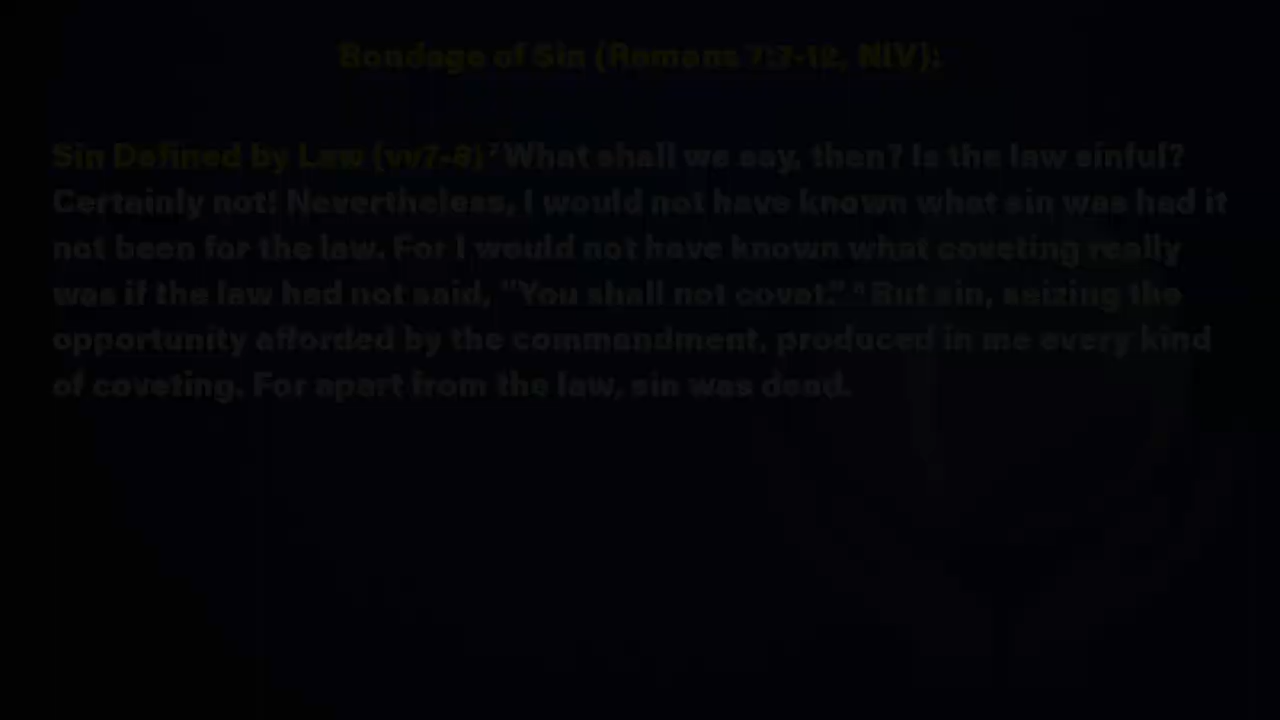 Bondage of Sin (Romans 7:7-12, NIV):
Sin Defined by Law (vv7-8) ⁷ What shall we say, then? Is the law sinful?
Certainly not! Nevertheless, I would not have known what sin was had it
not been for the law. For I would not have known what coveting really
was if the law had not said, "You shall not covet." ⁸ But sin, seizing the
opportunity afforded by the commandment, produced in me every kind
of coveting. For apart from the law, sin was dead.